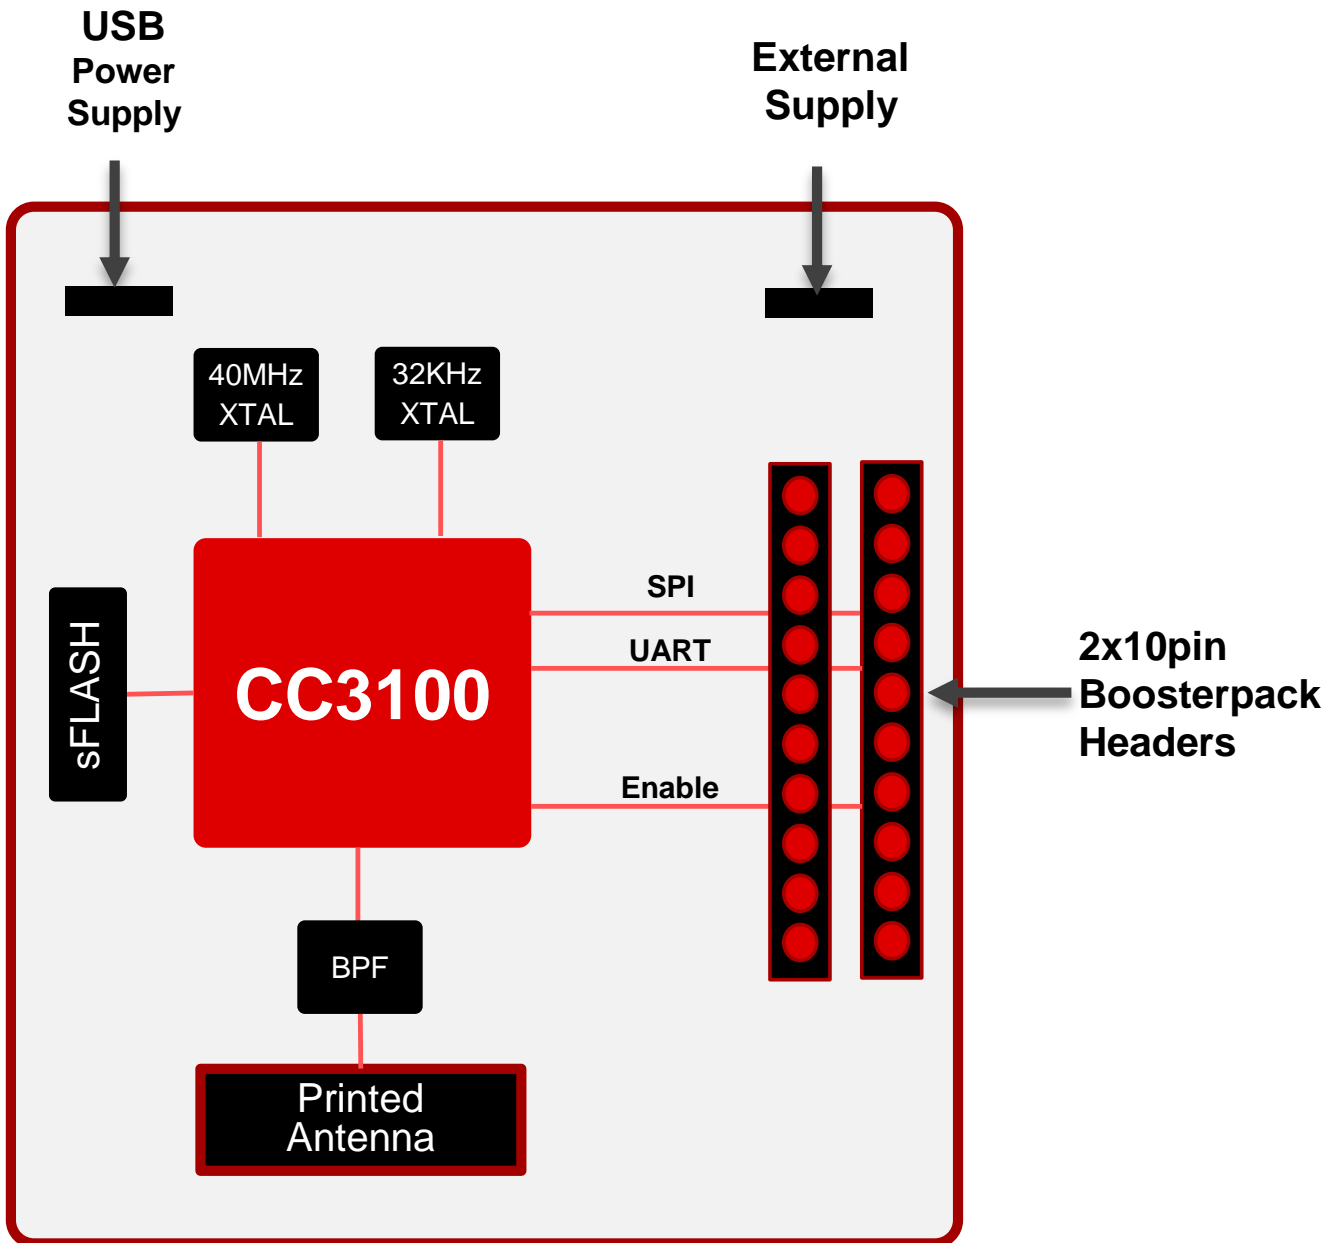 USB
Power
Supply
External
Supply
40MHz
XTAL
32KHz
XTAL
SPI
UART
sFLASH
CC3100
2x10pin
Boosterpack
Headers
Enable
BPF
Printed
Antenna